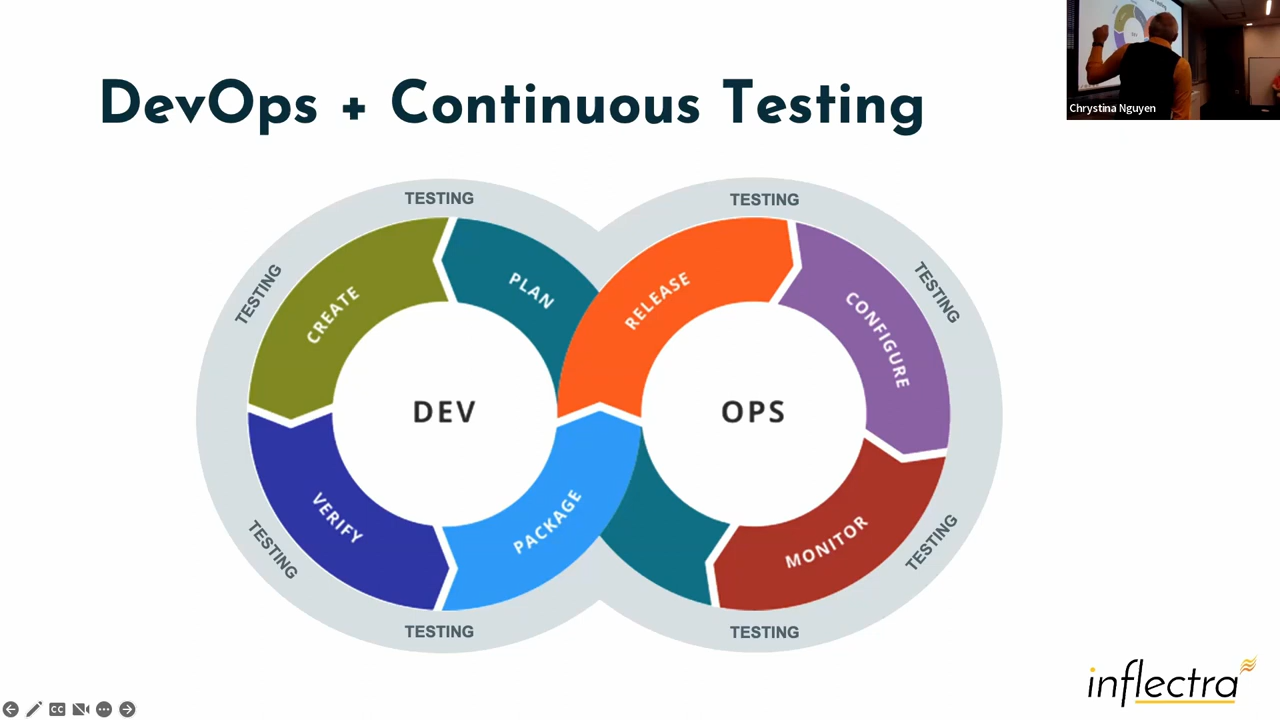 DevOps + Continuous Testing
Chrystina Nguyen
TESTING
TESTING
TESTING
TESTING
CREATE
PLAN
RELEASE
CONFIGURE
DEV
OPS
VERIFY
PACKAGE
MONITOR
TESTING
TESTING
TESTING
TESTING
inflectra
CC